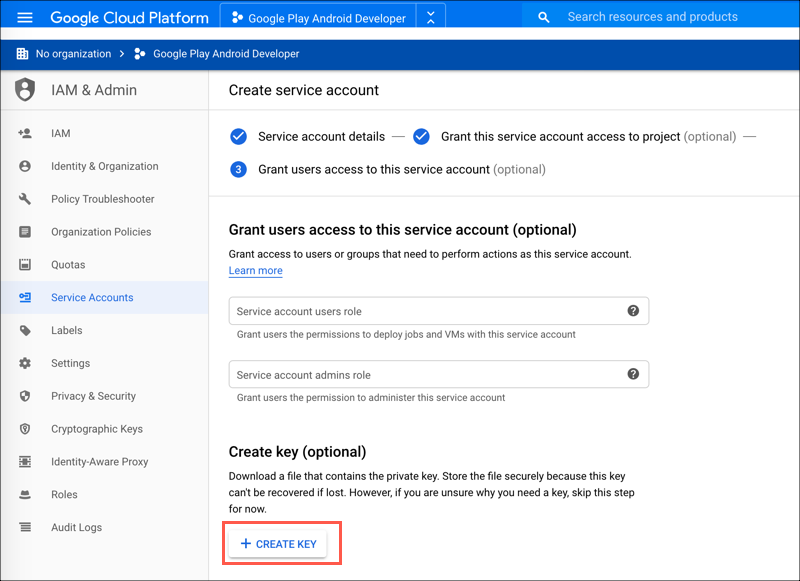 Google Cloud Platform
Google Play Android Developer
Search resources and products
No organization
Google Play Android Developer
IAM & Admin
IAM
Identity & Organization
Policy Troubleshooter
Organization Policies
Quotas
Service Accounts
Labels
Settings
Privacy & Security
Cryptographic Keys
Identity-Aware Proxy
Roles
Audit Logs
Create service account
Service account details — Grant this service account access to project (optional) —
3 Grant users access to this service account (optional)
Grant users access to this service account (optional)
Grant access to users or groups that need to perform actions as this service account.
Learn more
Service account users role
Grant users the permissions to deploy jobs and VMs with this service account
Service account admins role
Grant users the permission to administer this service account
Create key (optional)
Download a file that contains the private key. Store the file securely because this key
can't be recovered if lost. However, if you are unsure why you need a key, skip this step
for now.
+ CREATE KEY